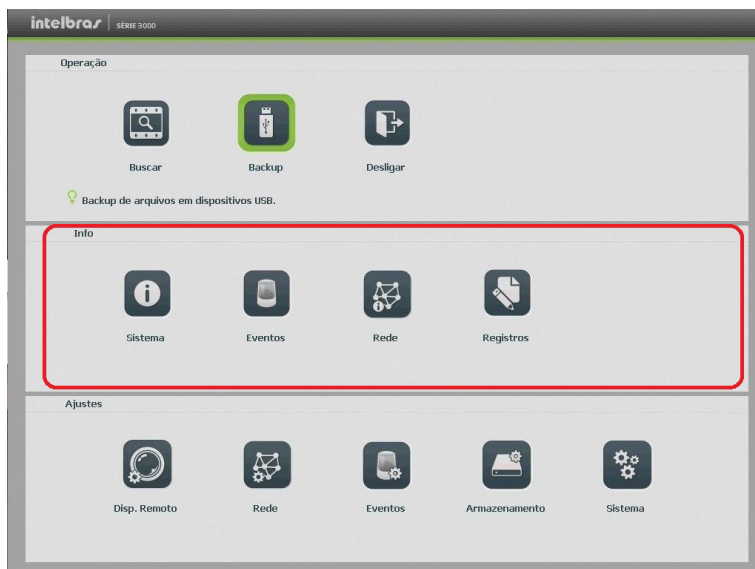 intelbras SÉRIE 3000
Operação
Buscar Backup Desligar
Backup de arquivos em dispositivos USB.
Info
Sistema Eventos Rede Registros
Ajustes
Disp. Remoto Rede Eventos Armazenamento Sistema